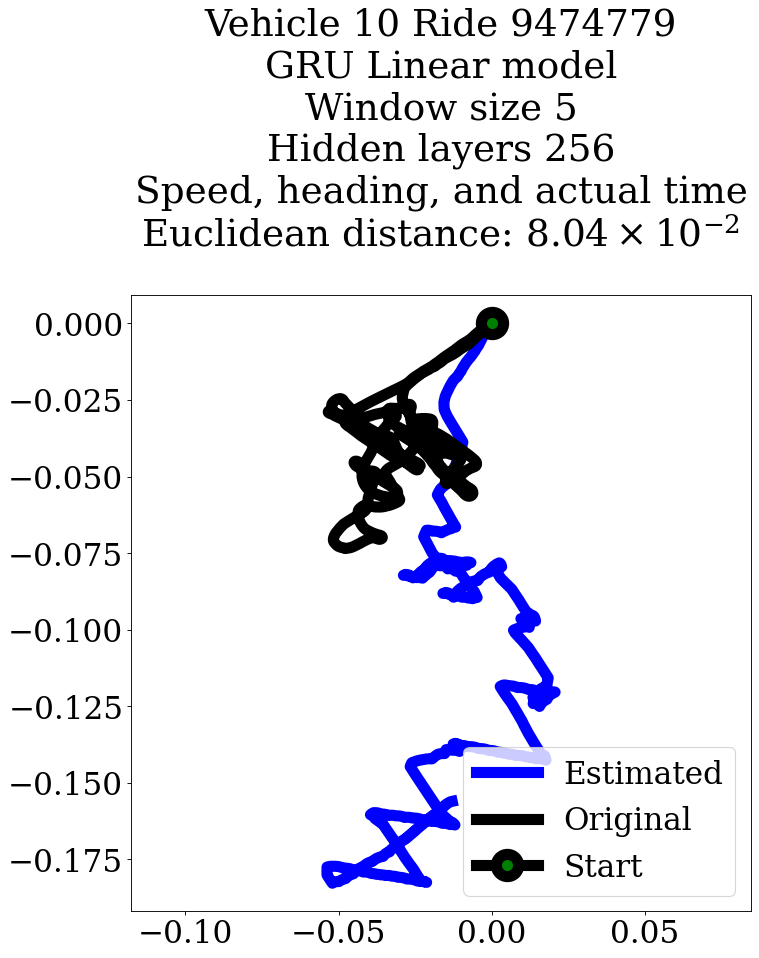 Vehicle 10 Ride 9474779
GRU Linear model
Window size 5
Hidden layers 256
Speed, heading, and actual time
Euclidean distance: 8.04 × 10⁻²
0.000
−0.025
−0.050
−0.075
−0.100
−0.125
−0.150
−0.175
Estimated
Original
Start
−0.10 −0.05 0.00 0.05